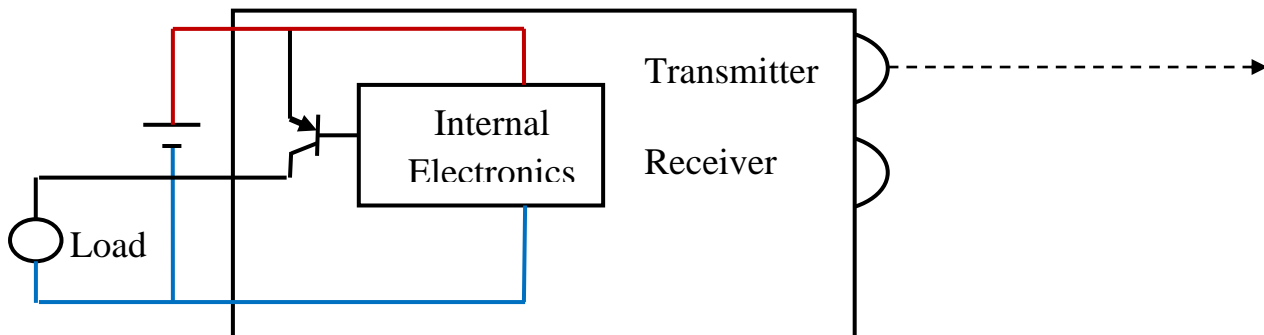 Transmitter
Internal
Electronics
Receiver
Load